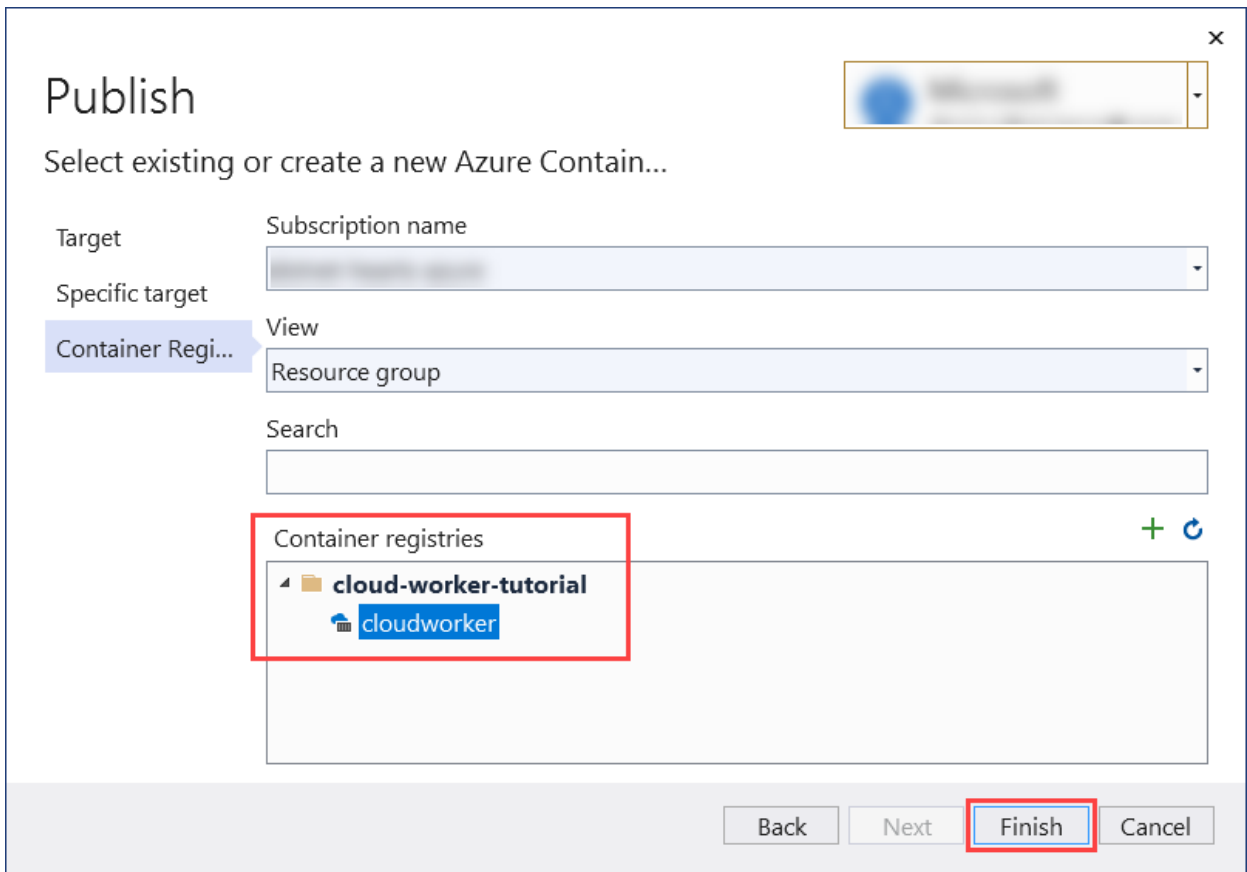 Publish
Select existing or create a new Azure Contain...
Target
Specific target
Container Regi...
Subscription name
View
Resource group
Search
Container registries
cloud-worker-tutorial
cloudworker
Back
Next
Finish
Cancel